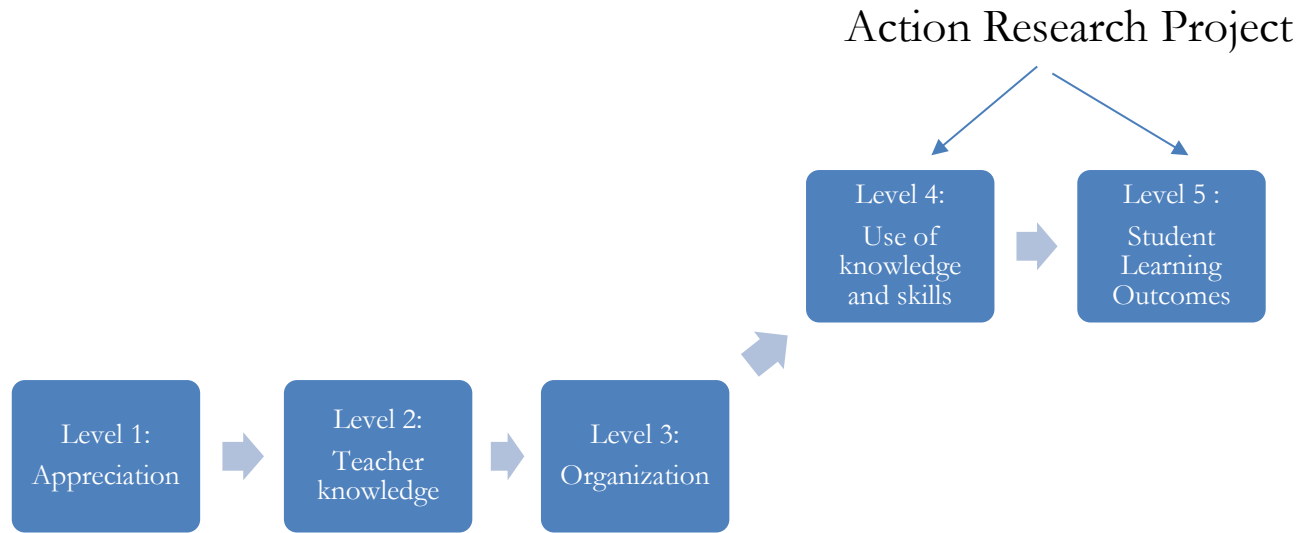 Action Research Project
Level 4:
Use of
knowledge
and skills
Level 5 :
Student
Learning
Outcomes
Level 1:
Appreciation
Level 2:
Teacher
knowledge
Level 3:
Organization